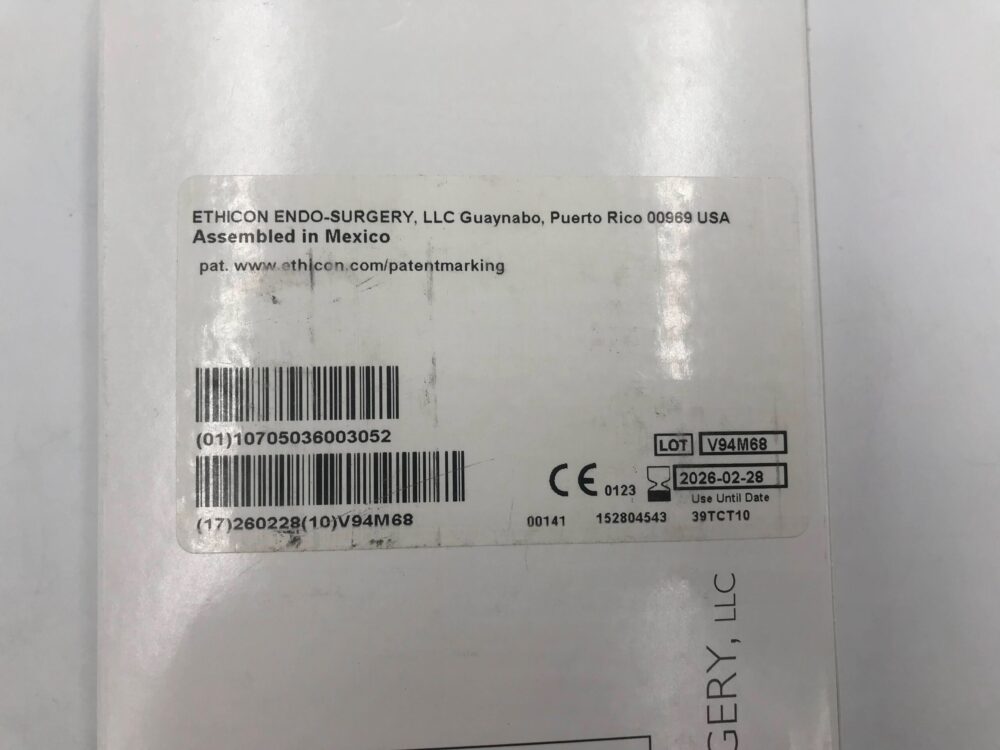 ETHICON ENDO-SURGERY, LLC Guaynabo, Puerto Rico 00969 USA
Assembled in Mexico
pat. www.ethicon.com/patentmarking
(01)10705036003052
(17)260228(10)V94M68
LOT V94M68
CE 0123 2026-02-28
Use Until Date
00141 152804543 39TCT10
GERY, LLC